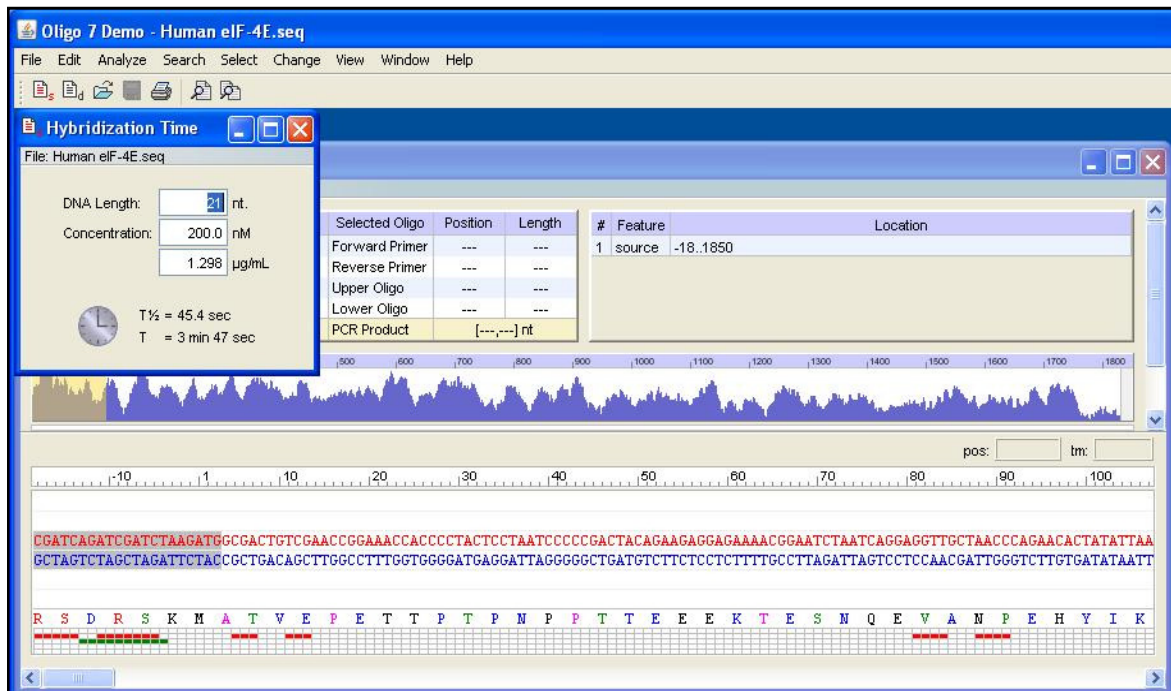 Oligo 7 Demo - Human eIF-4E.seq
File Edit Analyze Search Select Change View Window Help
Hybridization Time
File: Human eIF-4E.seq
DNA Length: 21 nt.
Concentration: 200.0 nM
1.298 µg/mL
T½ = 45.4 sec
T = 3 min 47 sec
Selected Oligo Position Length
Forward Primer --- ---
Reverse Primer --- ---
Upper Oligo --- ---
Lower Oligo --- ---
PCR Product [---,---] nt
# Feature Location
1 source -18..1850
500 600 700 800 900 1000 1100 1200 1300 1400 1500 1600 1700 1800
pos: tm:
-10 1 10 20 30 40 50 60 70 80 90 100
CGATCAGATCGATCTAAGATGGCGACTGTCGAACCGGAAACCACCCCTACTCCTAATCCCCCGACTACAGAAGAGGAGAAAACGGAATCTAATCAGGAGGTTGCTAACCCAGAACACTATATTAA
GCTAGTCTAGCTAGATTCTACCGCTGACAGCTTGGCCTTTGGTGGGGATGAGGATTAGGGGGCTGATGTCTTCTCCTCTTTTGCCTTAGATTAGTCCTCCAACGATTGGGTCTTGTGATATAATT
R S D R S K M A T V E P E T T P T P N P P T T E E E K T E S N Q E V A N P E H Y I K